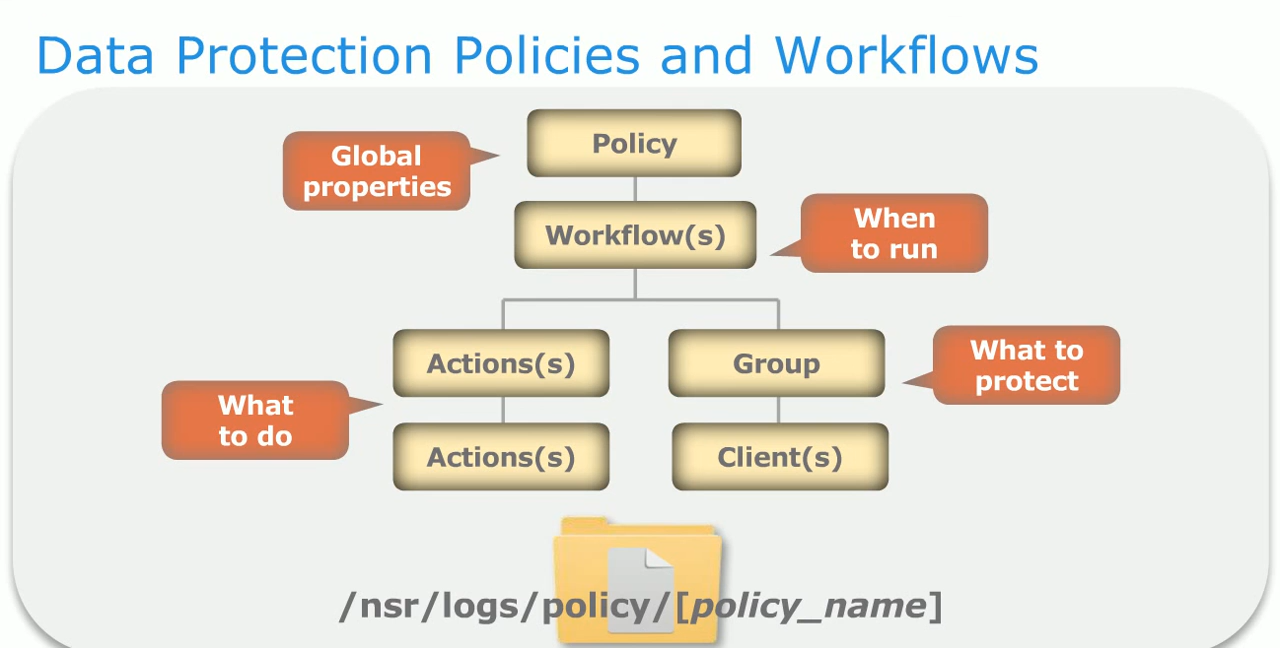 Data Protection Policies and Workflows
Policy
Global
properties
Workflow(s)
When
to run
Actions(s)
Group
What to
protect
What
to do
Actions(s)
Client(s)
/nsr/logs/policy/[policy_name]